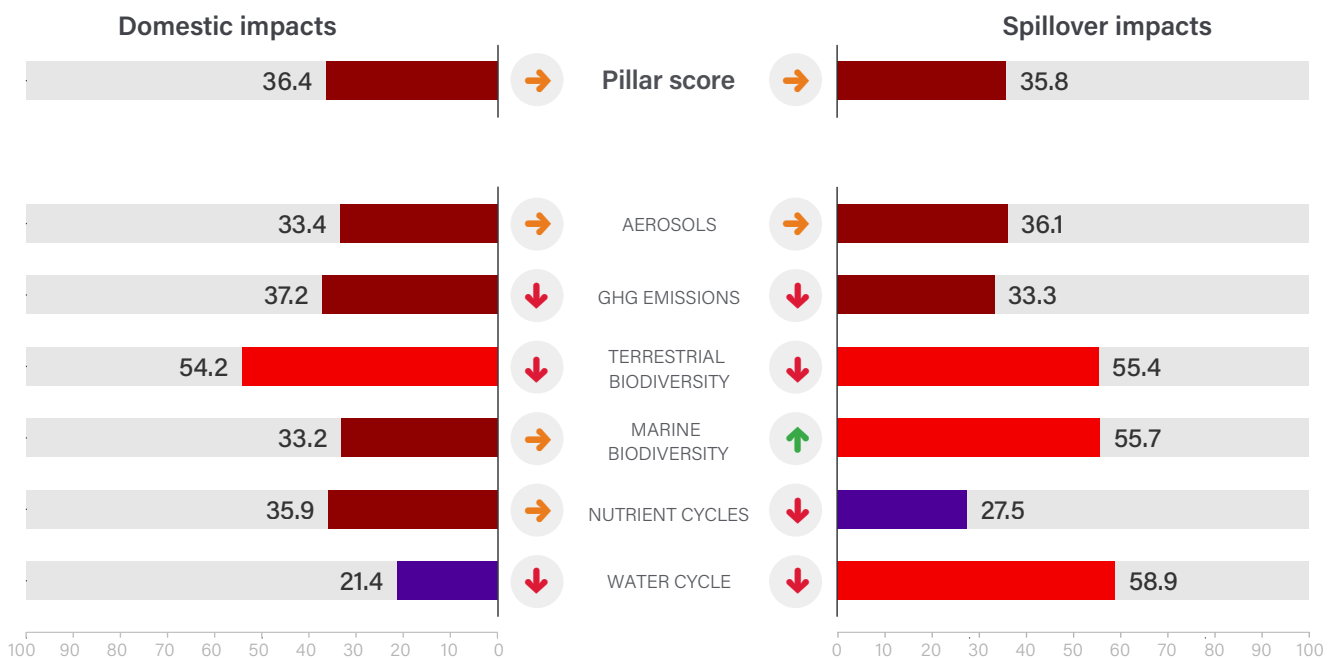 Domestic impacts
Spillover impacts
36.4
Pillar score
35.8
33.4
AEROSOLS
36.1
37.2
GHG EMISSIONS
33.3
54.2
TERRESTRIAL
BIODIVERSITY
55.4
33.2
MARINE
BIODIVERSITY
55.7
35.9
NUTRIENT CYCLES
27.5
21.4
WATER CYCLE
58.9
100 90 80 70 60 50 40 30 20 10 0
0 10 20 30 40 50 60 70 80 90 100